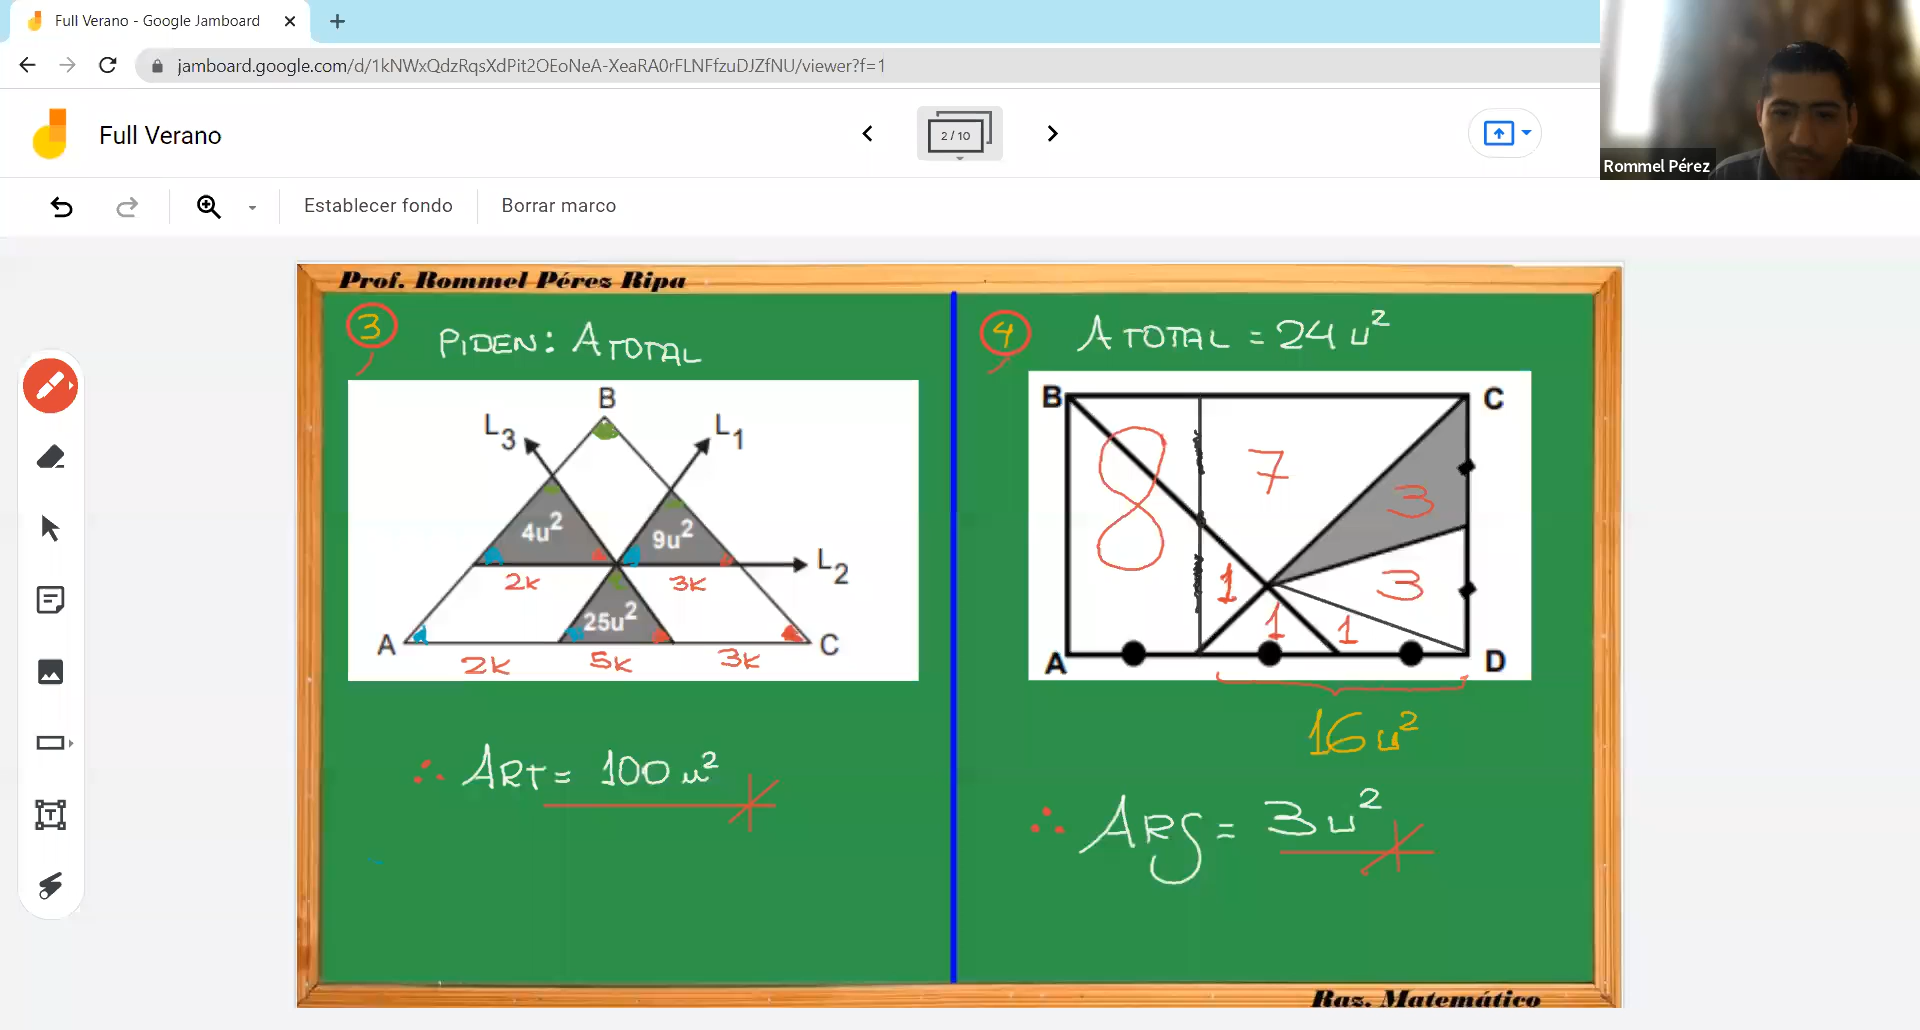 Full Verano - Google Jamboard
jamboard.google.com/d/1kNWxQdzRqsXdPit2OEoNeA-XeaRA0rFLNFfzuDJZfNU/viewer?f=1
Full Verano
2 / 10
Rommel Pérez
Establecer fondo
Borrar marco
Prof. Rommel Pérez Ripa
3
PIDEN: A TOTAL
B
L3
L1
4u²
9u²
L2
2K
3K
25u²
A
C
2K
5K
3K
∴ ART = 100 u²
4
A TOTAL = 24 u²
B
C
8
7
3
1
3
1
1
A
D
16 u²
∴ ARS = 3 u²
Raz. Matemático